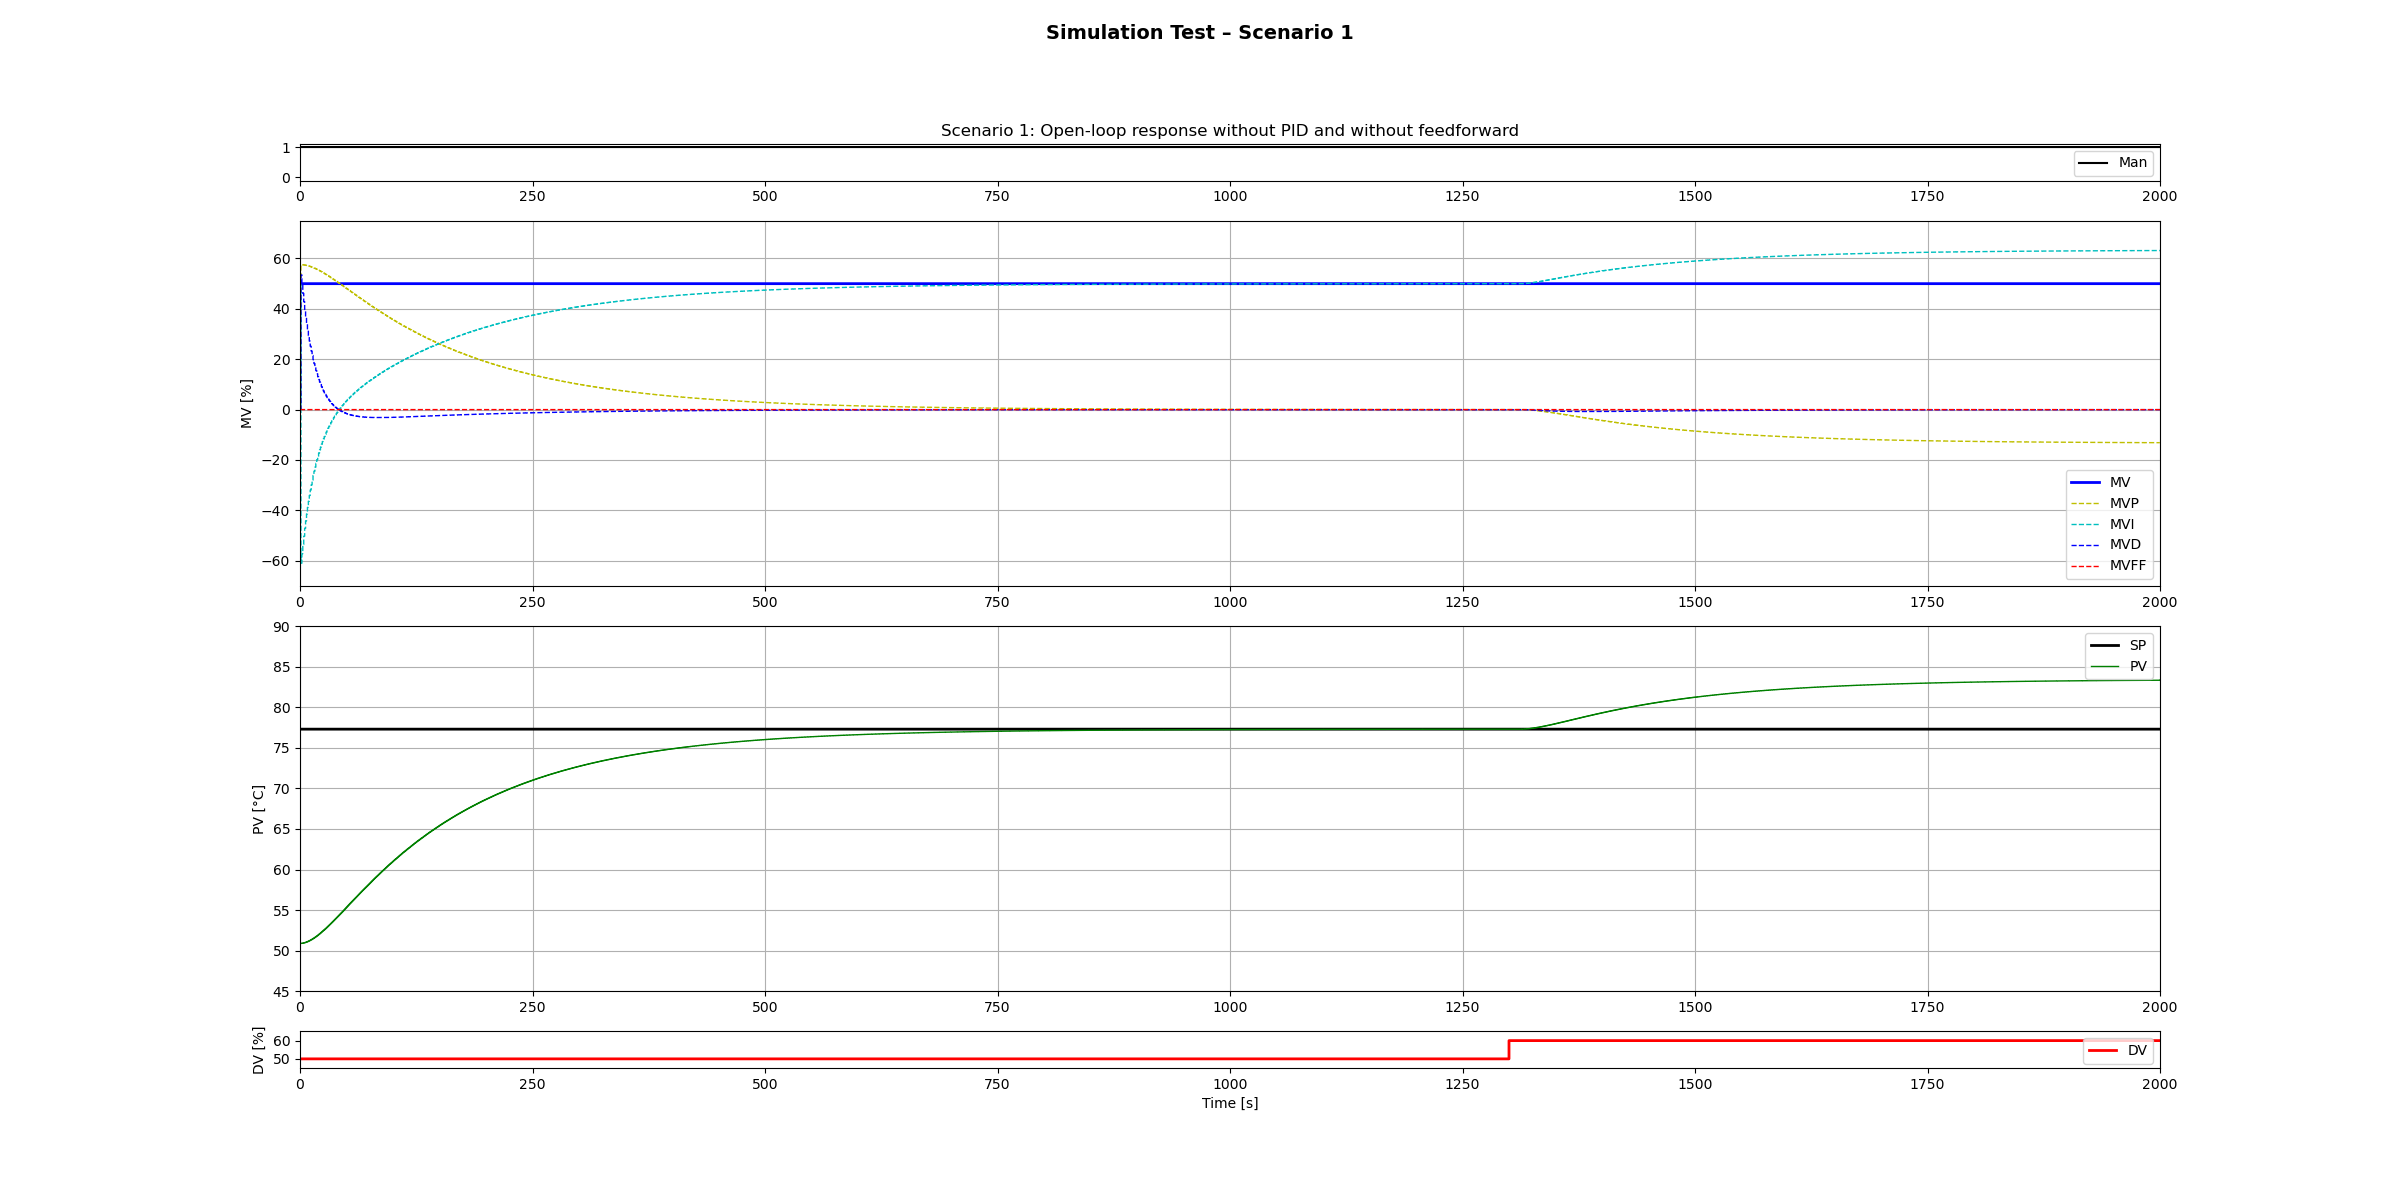 Simulation Test – Scenario 1
Scenario 1: Open-loop response without PID and without feedforward
1
0
Man
0 250 500 750 1000 1250 1500 1750 2000
MV [%]
60
40
20
0
−20
−40
−60
MV
MVP
MVI
MVD
MVFF
0 250 500 750 1000 1250 1500 1750 2000
PV [°C]
90
85
80
75
70
65
60
55
50
45
SP
PV
0 250 500 750 1000 1250 1500 1750 2000
DV [%]
60
50
DV
0 250 500 750 1000 1250 1500 1750 2000
Time [s]